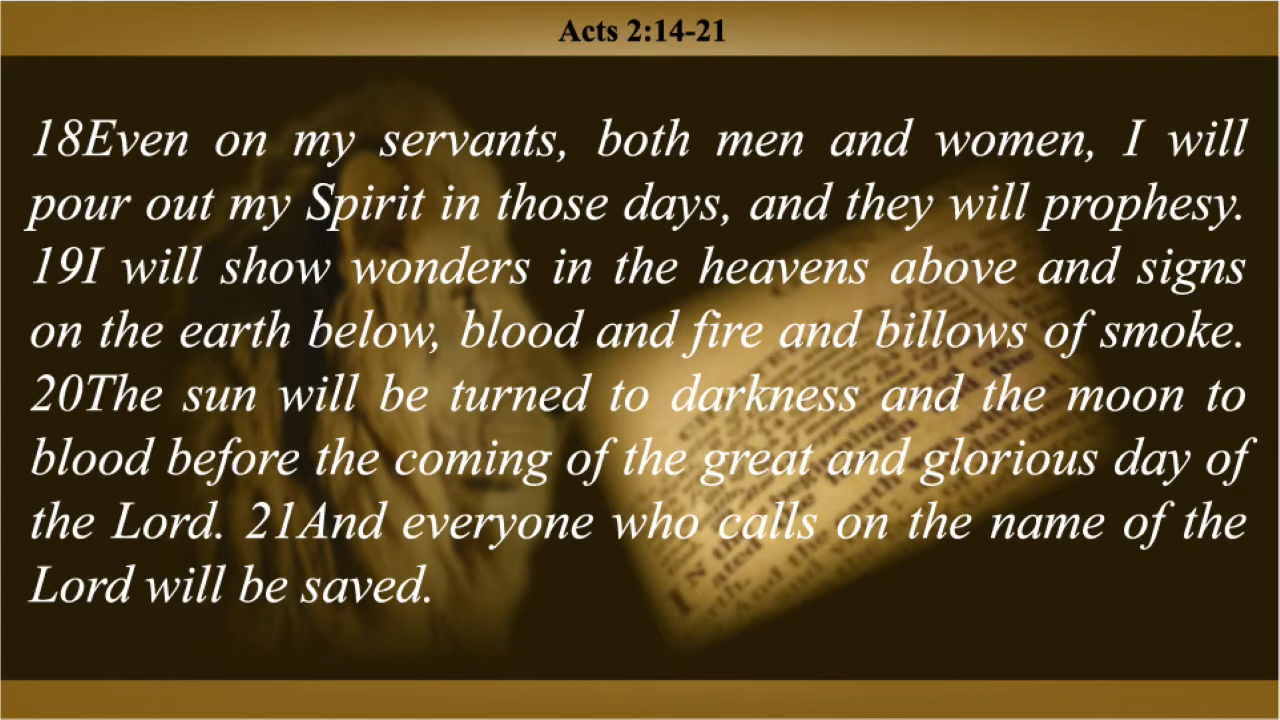 Acts 2:14-21
18Even on my servants, both men and women, I will
pour out my Spirit in those days, and they will prophesy.
19I will show wonders in the heavens above and signs
on the earth below, blood and fire and billows of smoke.
20The sun will be turned to darkness and the moon to
blood before the coming of the great and glorious day of
the Lord. 21And everyone who calls on the name of the
Lord will be saved.